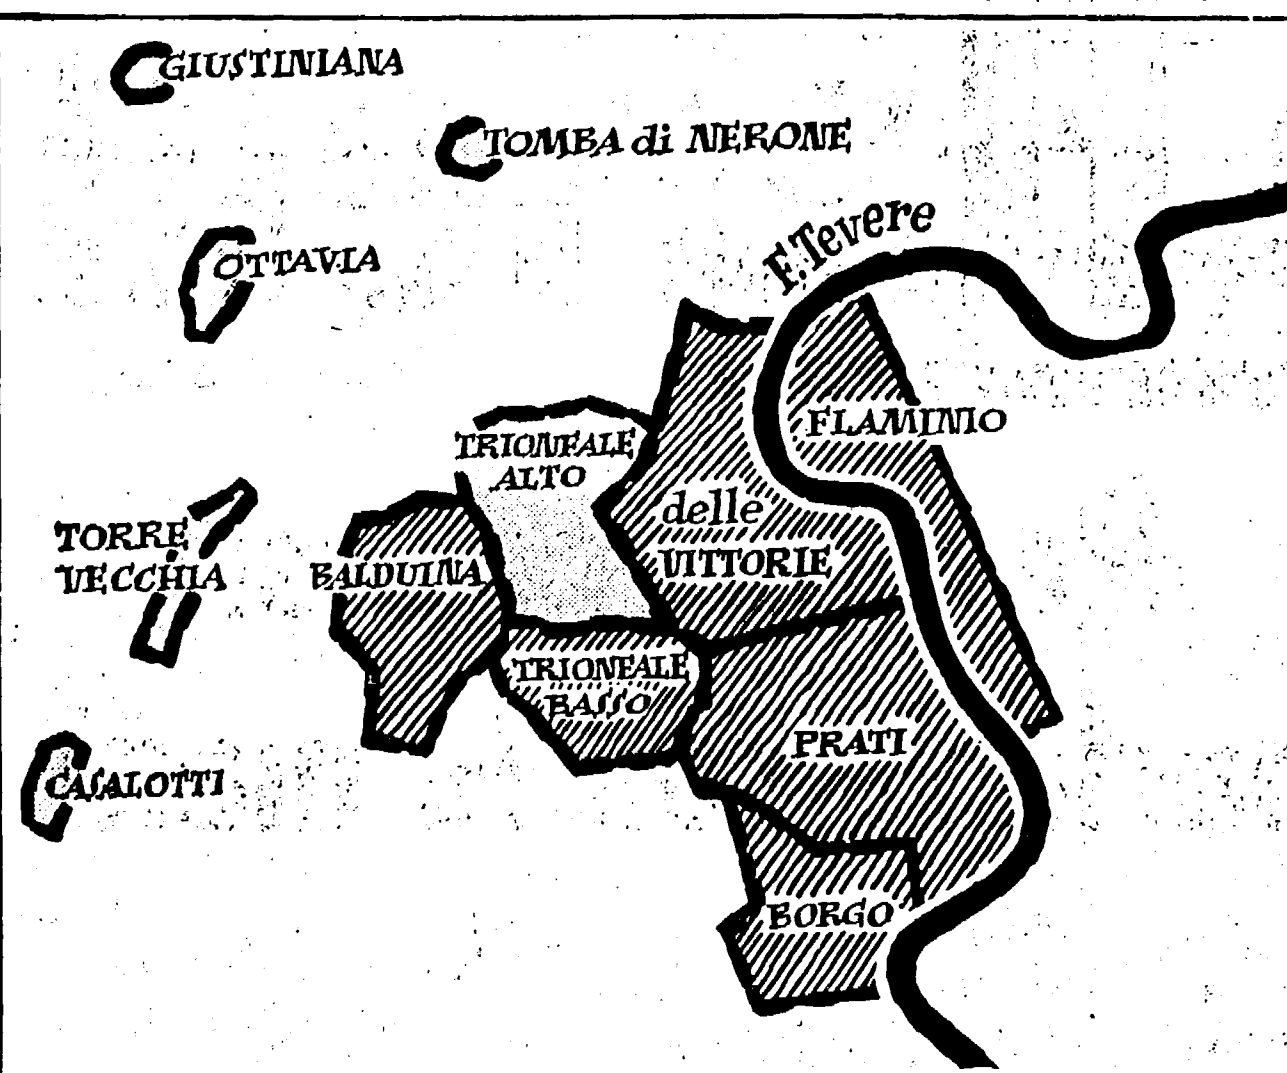 GIUSTINIANA
TOMBA di NERONE
F. Tevere
OTTAVIA
FLAMINIO
TRIONFALE
ALTO
delle
VITTORIE
TORRE
VECCHIA
BALDUINA
TRIONFALE
BASSO
PRATI
CASALOTTI
BORGO